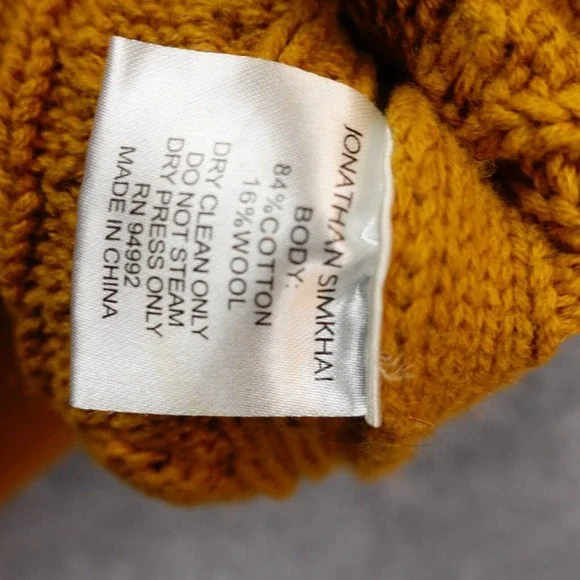 JONATHAN SIMKHAI
BODY:
84%COTTON
16%WOOL
DRY CLEAN ONLY
DO NOT STEAM
DRY PRESS ONLY
RN 94992
MADE IN CHINA